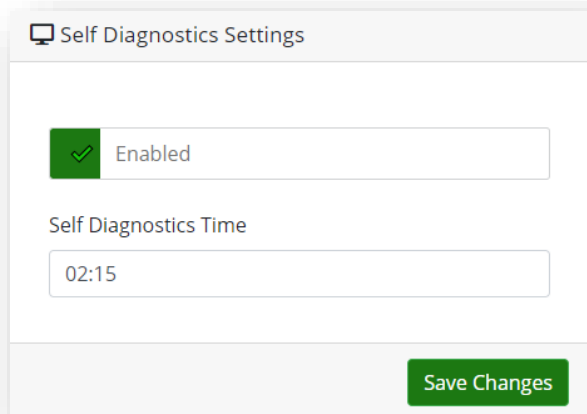 Self Diagnostics Settings
Enabled
Self Diagnostics Time
02:15
Save Changes